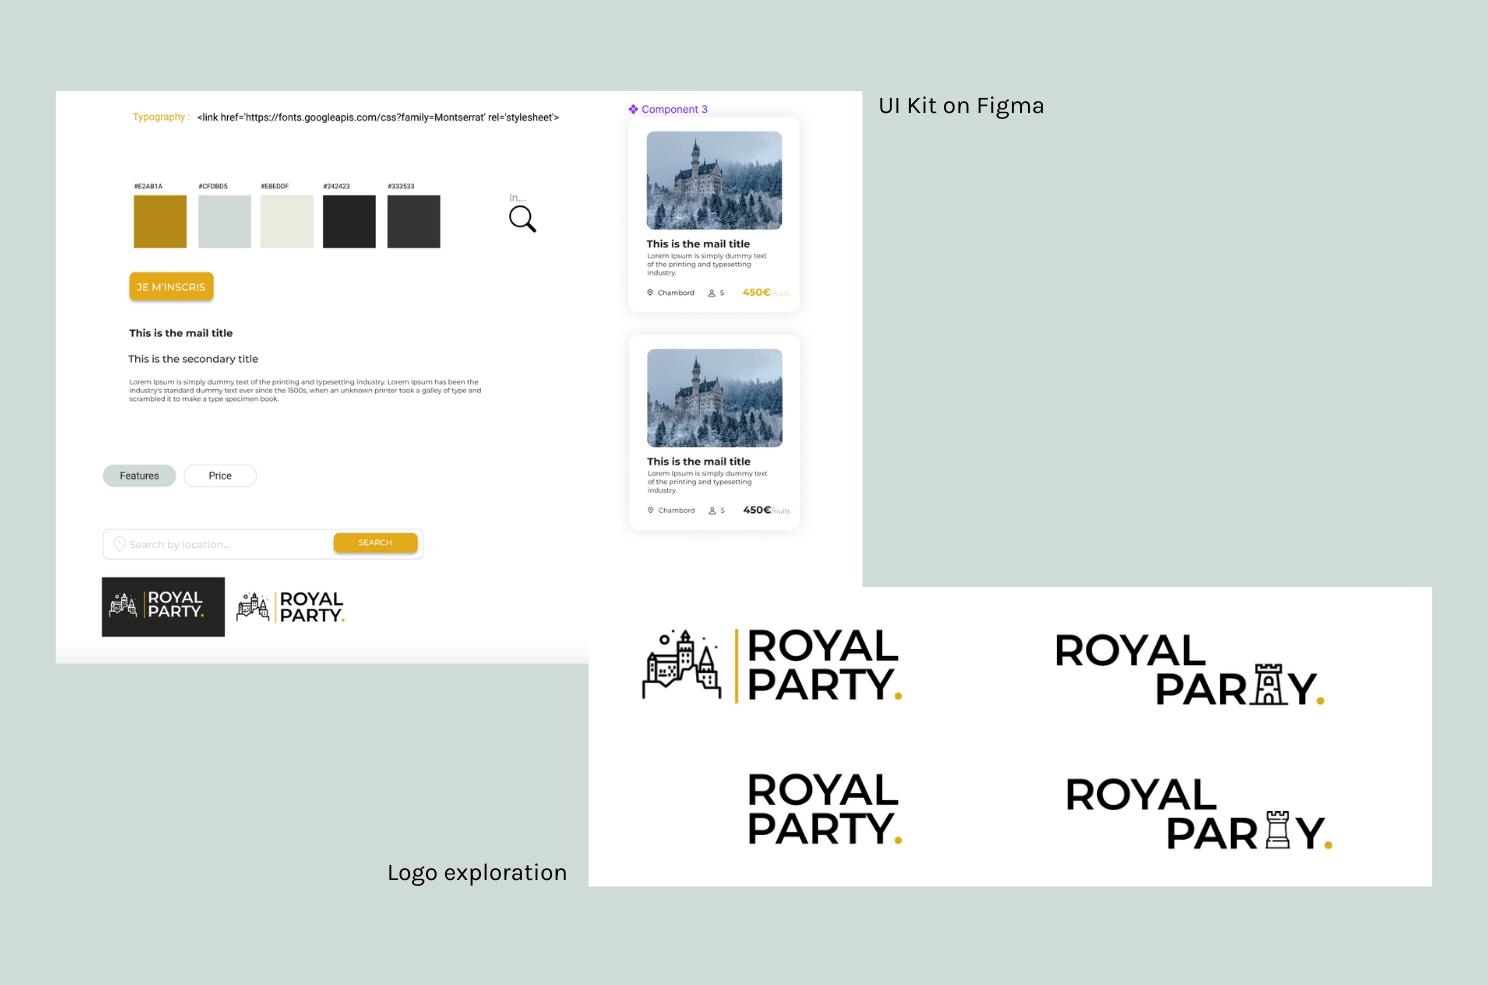 UI Kit on Figma
Typography : <link href='https://fonts.googleapis.com/css?family=Montserrat' rel='stylesheet'>
#E2AB1A
#CFDBD5
#E8EDDF
#242423
#333533
In...
JE M'INSCRIS
This is the mail title
This is the secondary title
Lorem Ipsum is simply dummy text of the printing and typesetting industry. Lorem Ipsum has been the
industry's standard dummy text ever since the 1500s, when an unknown printer took a galley of type and
scrambled it to make a type specimen book.
Features
Price
Search by location...
SEARCH
ROYAL
PARTY.
ROYAL
PARTY.
Component 3
This is the mail title
Lorem Ipsum is simply dummy text
of the printing and typesetting
industry.
Chambord 5 450€/nuits
This is the mail title
Lorem Ipsum is simply dummy text
of the printing and typesetting
industry.
Chambord 5 450€/nuits
Logo exploration
ROYAL
PARTY.
ROYAL
PAR Y.
ROYAL
PARTY.
ROYAL
PAR Y.